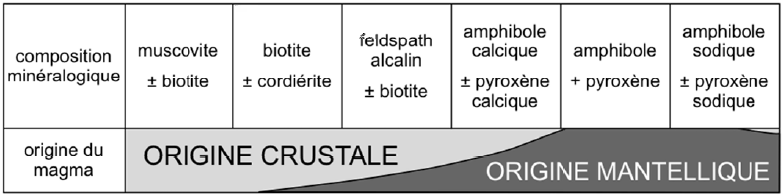 composition
minéralogique
muscovite
± biotite
biotite
± cordiérite
feldspath
alcalin
± biotite
amphibole
calcique
± pyroxène
calcique
amphibole
+ pyroxène
amphibole
sodique
± pyroxène
sodique
origine du
magma
ORIGINE CRUSTALE
ORIGINE MANTELLIQUE